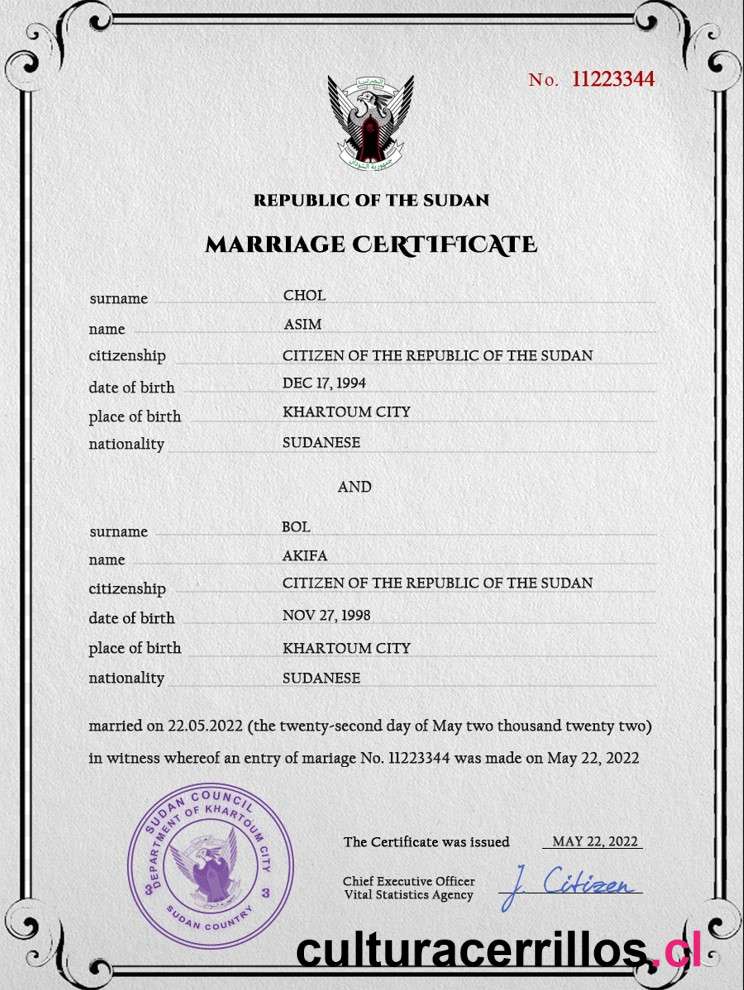 No. 11223344
جمهورية السودان
REPUBLIC OF THE SUDAN
MARRIAGE CERTIFICATE
surname CHOL
name ASIM
citizenship CITIZEN OF THE REPUBLIC OF THE SUDAN
date of birth DEC 17, 1994
place of birth KHARTOUM CITY
nationality SUDANESE
AND
surname BOL
name AKIFA
citizenship CITIZEN OF THE REPUBLIC OF THE SUDAN
date of birth NOV 27, 1998
place of birth KHARTOUM CITY
nationality SUDANESE
married on 22.05.2022 (the twenty-second day of May two thousand twenty two)
in witness whereof an entry of mariage No. 11223344 was made on May 22, 2022
SUDAN COUNCIL
DEPARTMENT OF KHARTOUM CITY
3 3
SUDAN COUNTRY
The Certificate was issued MAY 22, 2022
Chief Executive Officer
Vital Statistics Agency
J. Citizen
culturacerrillos.cl